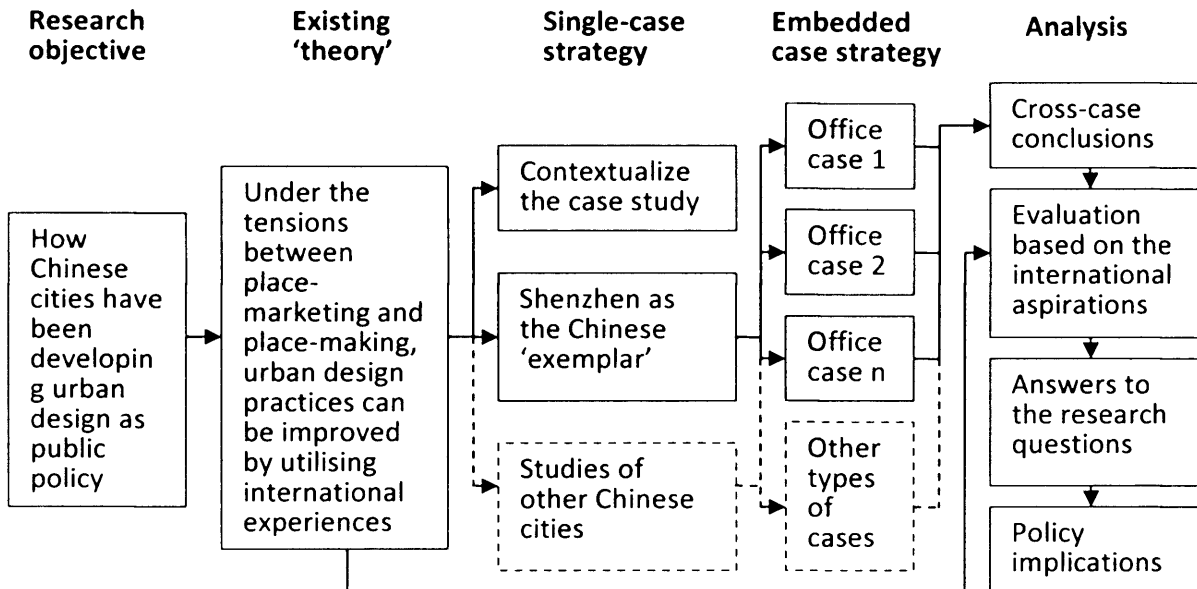 Research
objective
Existing
‘theory’
Single-case
strategy
Embedded
case strategy
Analysis
How
Chinese
cities have
been
developin
g urban
design as
public
policy
Under the
tensions
between
place-
marketing and
place-making,
urban design
practices can
be improved
by utilising
international
experiences
Contextualize
the case study
Shenzhen as
the Chinese
‘exemplar’
Studies of
other Chinese
cities
Office
case 1
Office
case 2
Office
case n
Other
types
of
cases
Cross-case
conclusions
Evaluation
based on the
international
aspirations
Answers to
the research
questions
Policy
implications